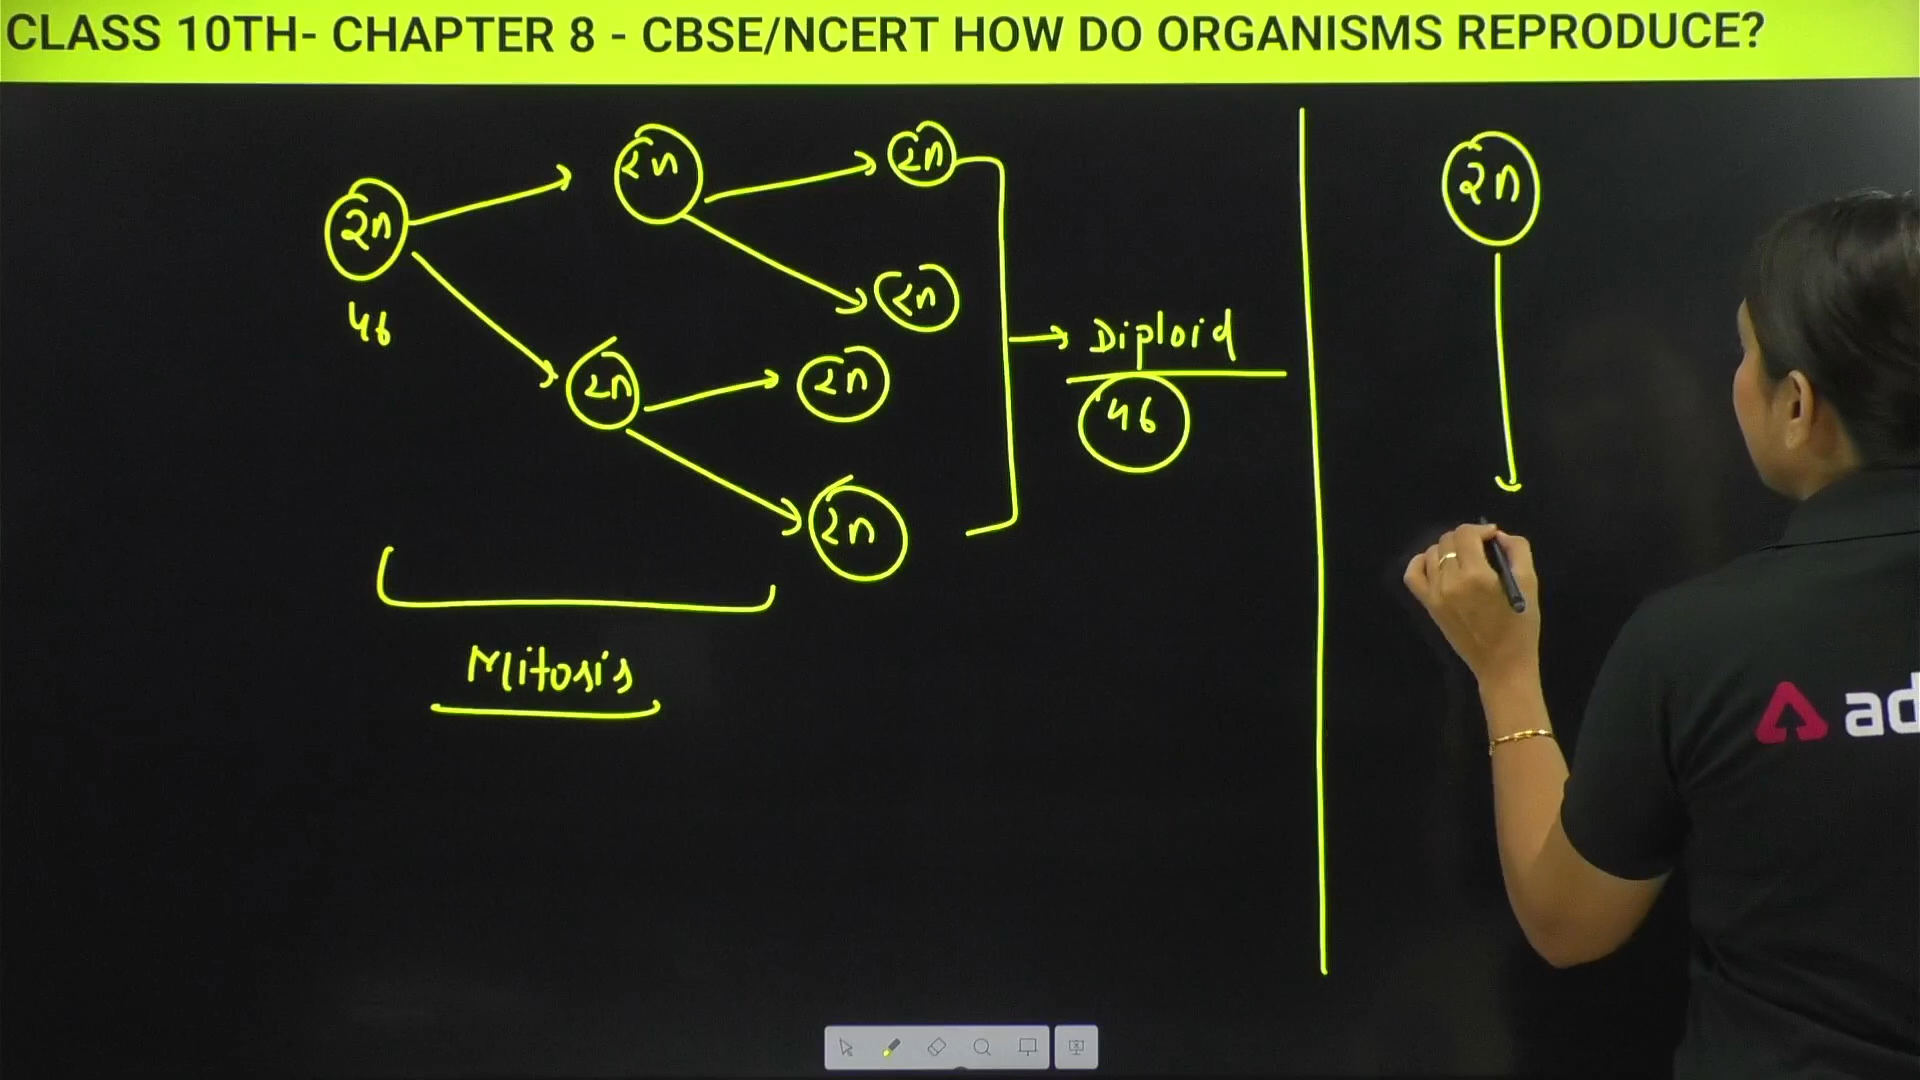 CLASS 10TH- CHAPTER 8 - CBSE/NCERT HOW DO ORGANISMS REPRODUCE?
2n
2n
2n
2n
2n
46
2n
Diploid
2n
2n
46
2n
Mitosis
ad